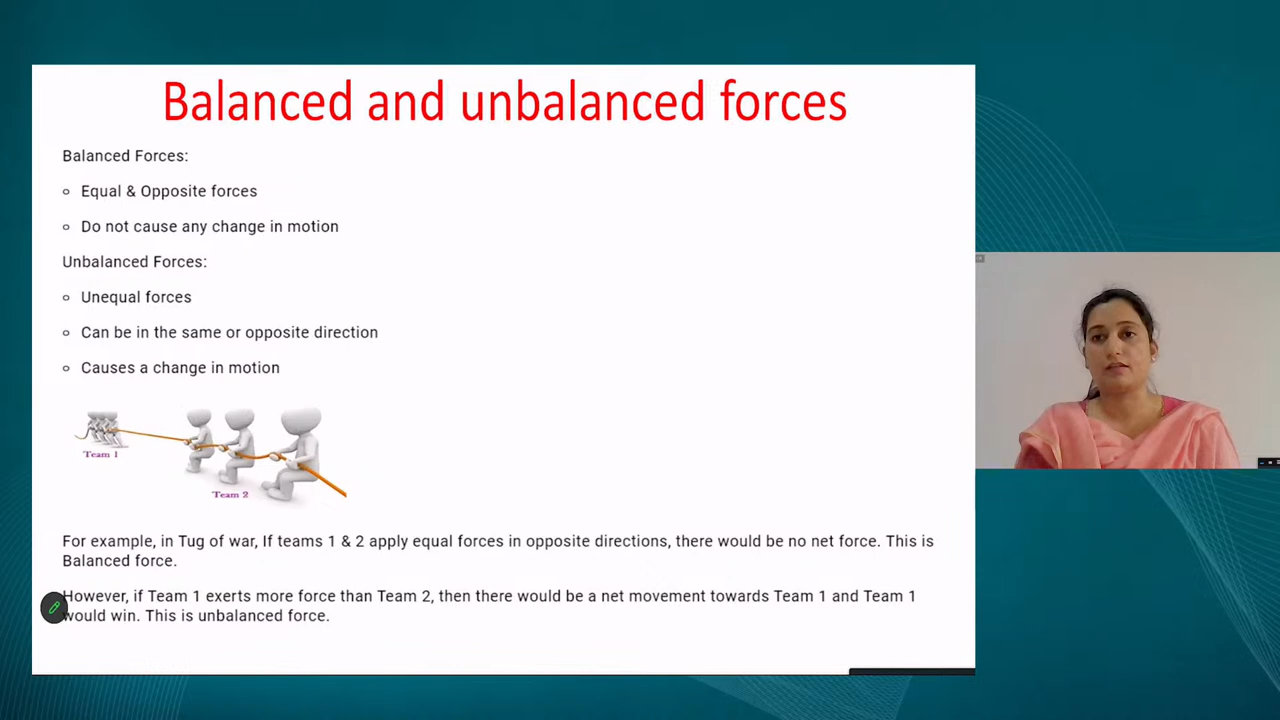 Balanced and unbalanced forces
Balanced Forces:
Equal & Opposite forces
Do not cause any change in motion
Unbalanced Forces:
Unequal forces
Can be in the same or opposite direction
Causes a change in motion
Team 1
Team 2
For example, in Tug of war, If teams 1 & 2 apply equal forces in opposite directions, there would be no net force. This is
Balanced force.
However, if Team 1 exerts more force than Team 2, then there would be a net movement towards Team 1 and Team 1
would win. This is unbalanced force.